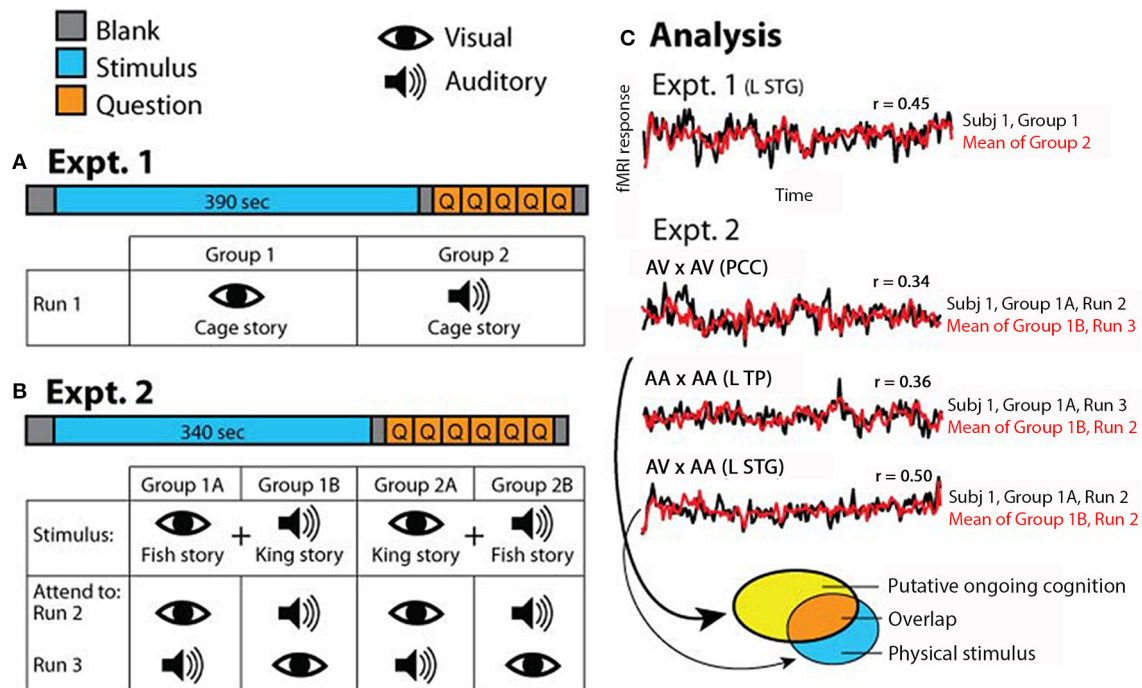 Blank
Stimulus
Question
Visual
Auditory
A Expt. 1
390 sec
Q Q Q Q Q
Group 1 Group 2
Run 1
Cage story Cage story
B Expt. 2
340 sec
Q Q Q Q Q Q
Group 1A Group 1B Group 2A Group 2B
Stimulus:
+ +
Fish story King story King story Fish story
Attend to:
Run 2
Run 3
C Analysis
Expt. 1 (L STG)
fMRI response
r = 0.45
Subj 1, Group 1
Mean of Group 2
Time
Expt. 2
AV x AV (PCC)
r = 0.34
Subj 1, Group 1A, Run 2
Mean of Group 1B, Run 3
AA x AA (L TP)
r = 0.36
Subj 1, Group 1A, Run 3
Mean of Group 1B, Run 2
AV x AA (L STG)
r = 0.50
Subj 1, Group 1A, Run 2
Mean of Group 1B, Run 2
Putative ongoing cognition
Overlap
Physical stimulus